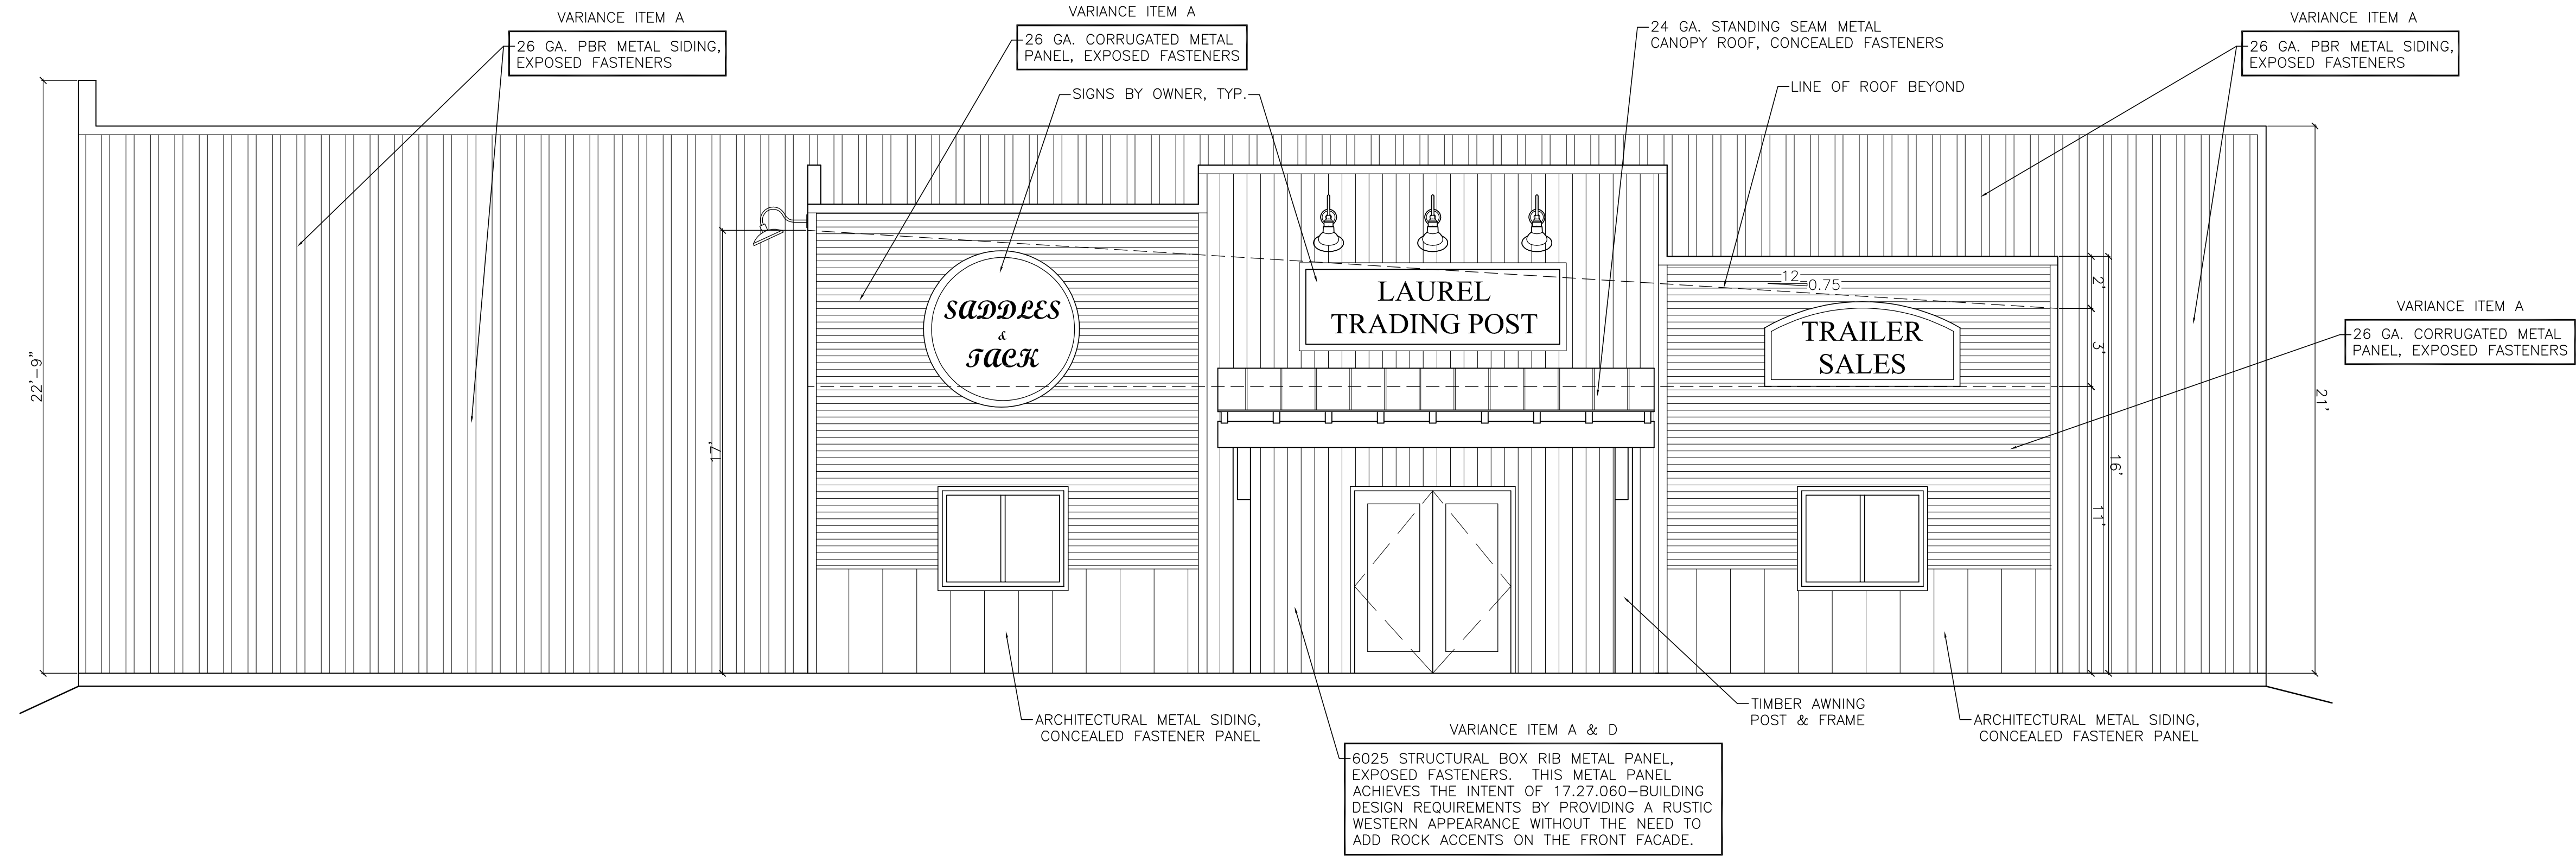 VARIANCE ITEM A
26 GA. PBR METAL SIDING,
EXPOSED FASTENERS
VARIANCE ITEM A
26 GA. CORRUGATED METAL
PANEL, EXPOSED FASTENERS
SIGNS BY OWNER, TYP.
24 GA. STANDING SEAM METAL
CANOPY ROOF, CONCEALED FASTENERS
LINE OF ROOF BEYOND
VARIANCE ITEM A
26 GA. PBR METAL SIDING,
EXPOSED FASTENERS
VARIANCE ITEM A
26 GA. CORRUGATED METAL
PANEL, EXPOSED FASTENERS
22'-9"
17'
SADDLES
&
TACK
LAUREL
TRADING POST
12
0.75
TRAILER
SALES
2'
3'
11'
16'
21'
ARCHITECTURAL METAL SIDING,
CONCEALED FASTENER PANEL
VARIANCE ITEM A & D
6025 STRUCTURAL BOX RIB METAL PANEL,
EXPOSED FASTENERS. THIS METAL PANEL
ACHIEVES THE INTENT OF 17.27.060-BUILDING
DESIGN REQUIREMENTS BY PROVIDING A RUSTIC
WESTERN APPEARANCE WITHOUT THE NEED TO
ADD ROCK ACCENTS ON THE FRONT FACADE.
TIMBER AWNING
POST & FRAME
ARCHITECTURAL METAL SIDING,
CONCEALED FASTENER PANEL